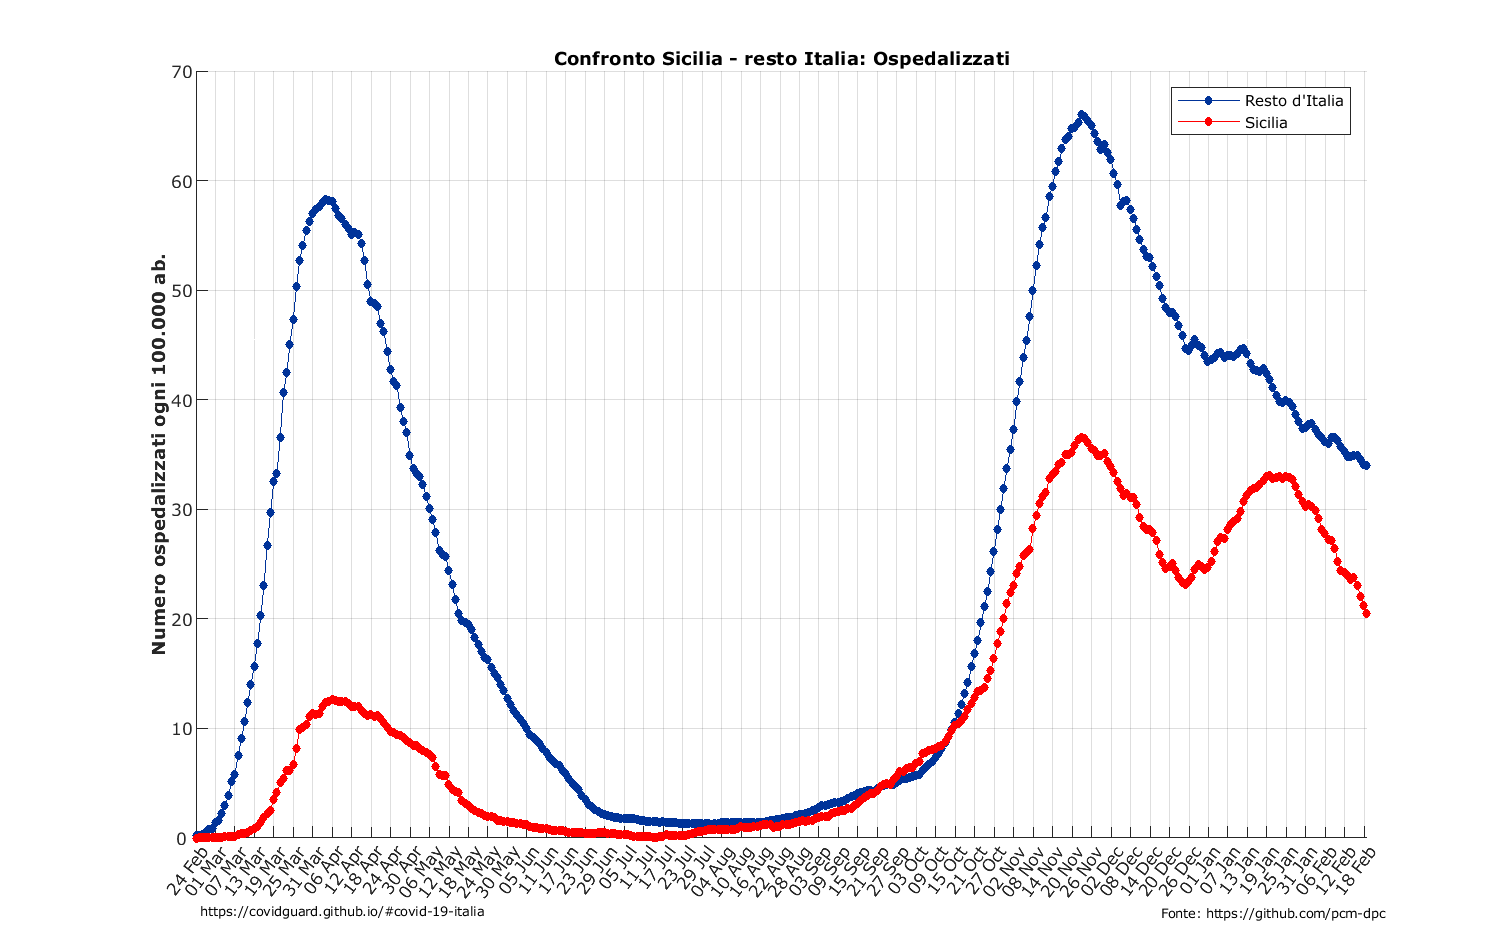 Confronto Sicilia - resto Italia: Ospedalizzati
70
60
50
40
30
20
10
0
Numero ospedalizzati ogni 100.000 ab.
Resto d'Italia
Sicilia
24 Feb
01 Mar
07 Mar
13 Mar
19 Mar
25 Mar
31 Mar
06 Apr
12 Apr
18 Apr
24 Apr
30 Apr
06 May
12 May
18 May
24 May
30 May
05 Jun
11 Jun
17 Jun
23 Jun
29 Jun
05 Jul
11 Jul
17 Jul
23 Jul
29 Jul
04 Aug
10 Aug
16 Aug
22 Aug
28 Aug
03 Sep
09 Sep
15 Sep
21 Sep
27 Sep
03 Oct
09 Oct
15 Oct
21 Oct
27 Oct
02 Nov
08 Nov
14 Nov
20 Nov
26 Nov
02 Dec
08 Dec
14 Dec
20 Dec
26 Dec
01 Jan
07 Jan
13 Jan
19 Jan
25 Jan
31 Jan
06 Feb
12 Feb
18 Feb
https://covidguard.github.io/#covid-19-italia
Fonte: https://github.com/pcm-dpc